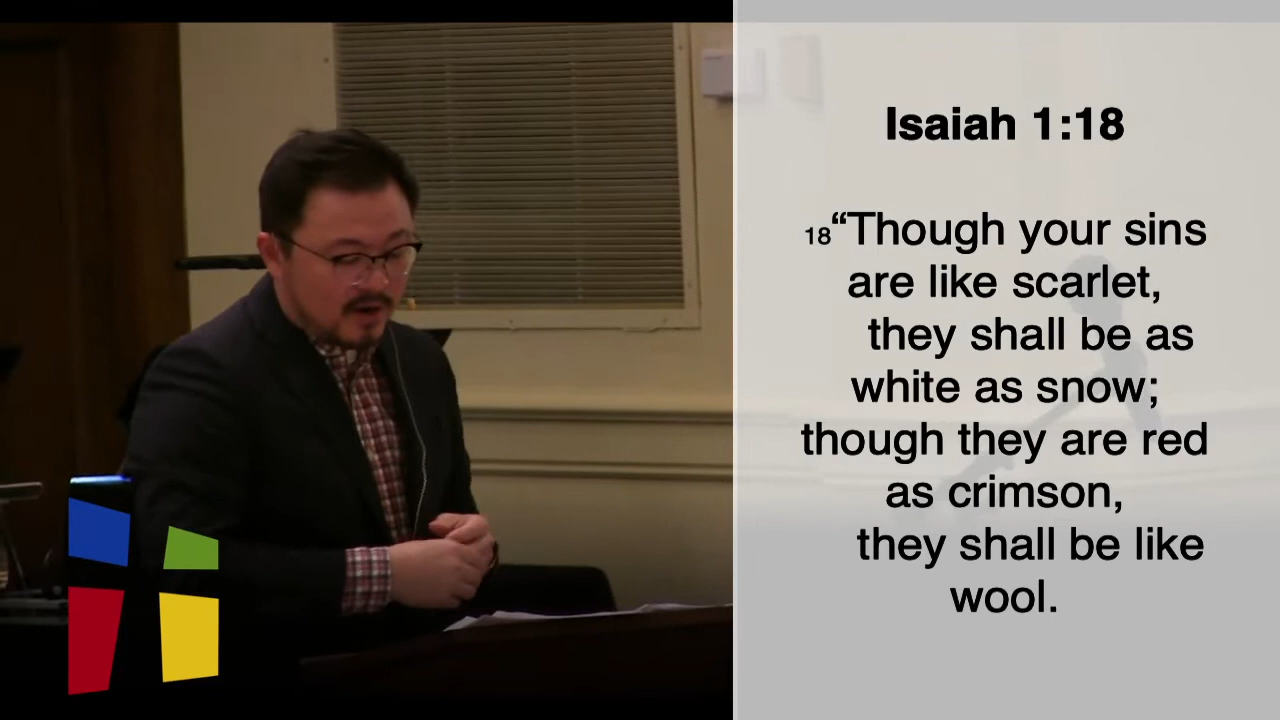 Isaiah 1:18
18“Though your sins
are like scarlet,
they shall be as
white as snow;
though they are red
as crimson,
they shall be like
wool.